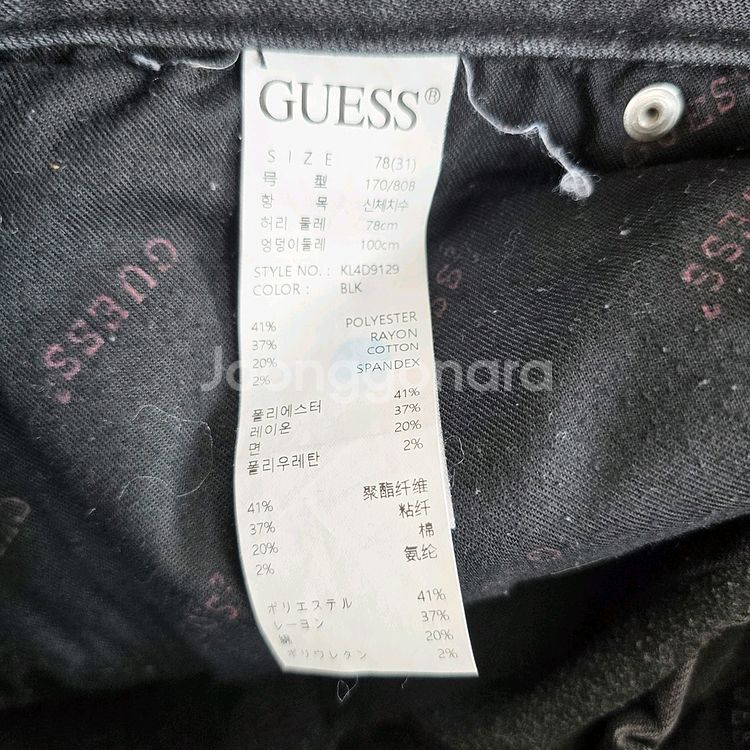 GUESS®
SIZE 78(31)
측 型 170/808
항 목 신체치수
허리 둘레 78cm
엉덩이둘레 100cm
STYLE NO. : KL4D9129
COLOR : BLK
41% POLYESTER
37% RAYON
20% COTTON
2% SPANDEX
Joonggonara
폴리에스터 41%
레이온 37%
면 20%
폴리우레탄 2%
41% 聚酯纤维
37% 粘纤
20% 棉
2% 氨纶
ポリエステル 41%
レーヨン 37%
綿 20%
ポリウレタン 2%
GUESS